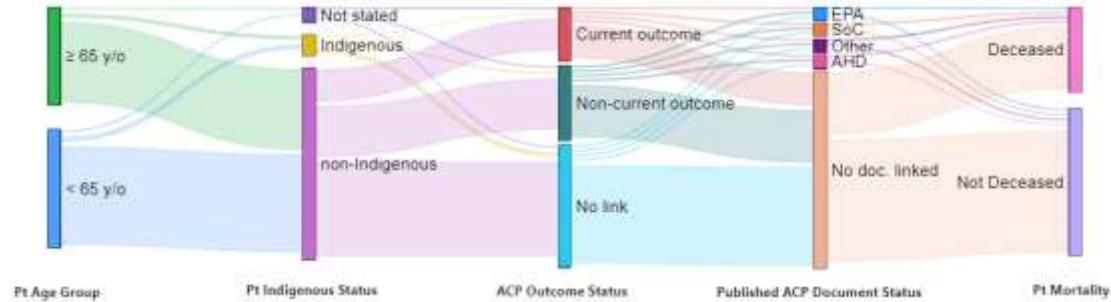 ≥ 65 y/o
< 65 y/o
Not stated
Indigenous
non-Indigenous
Current outcome
Non-current outcome
No link
EPA
SoC
Other
AHD
No doc. linked
Deceased
Not Deceased
Pt Age Group
Pt Indigenous Status
ACP Outcome Status
Published ACP Document Status
Pt Mortality